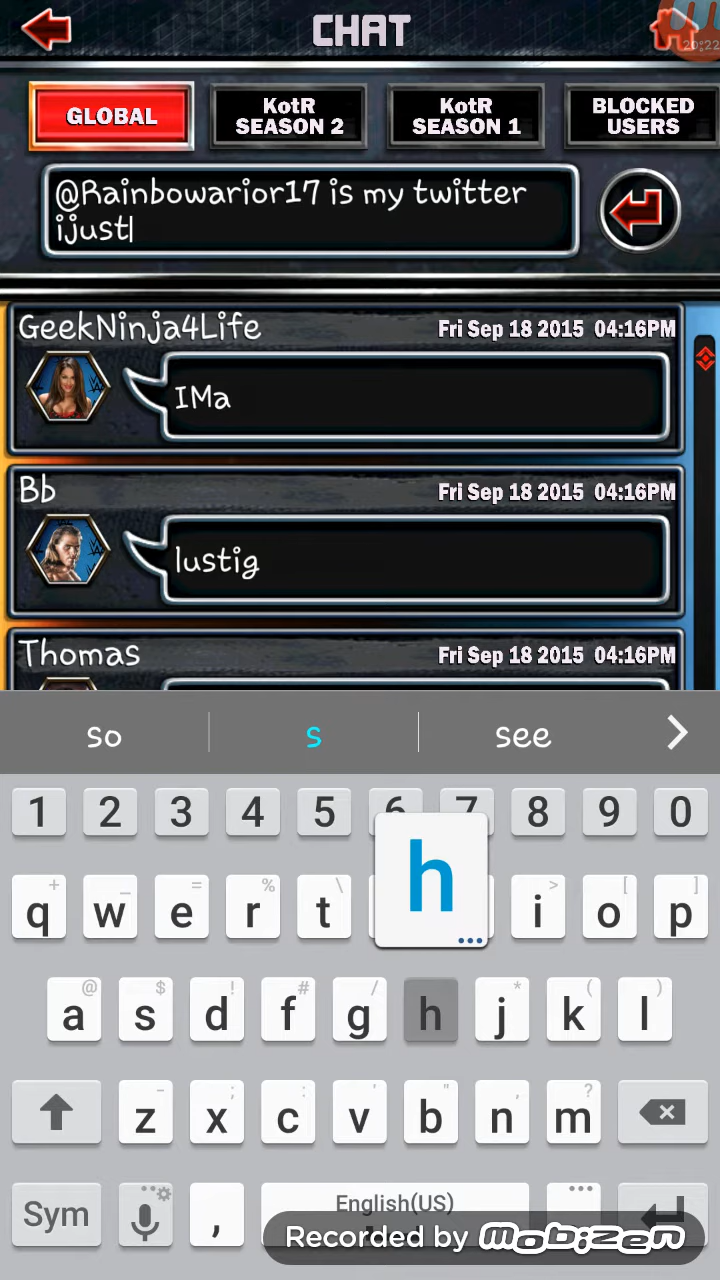 CHAT
20:22
GLOBAL
KotR
SEASON 2
KotR
SEASON 1
BLOCKED
USERS
@Rainbowarior17 is my twitter
ijust
GeekNinja4Life
Fri Sep 18 2015 04:16PM
IMa
Bb
Fri Sep 18 2015 04:16PM
lustig
Thomas
Fri Sep 18 2015 04:16PM
so s see
1 2 3 4 5 6 7 8 9 0
h
+ _ = % \ > [ ]
q w e r t i o p
@ $ ! # / * ( )
a s d f g h j k l
- ; : ' " , ?
z x c v b n m
Sym , English(US)
Recorded by mobizen